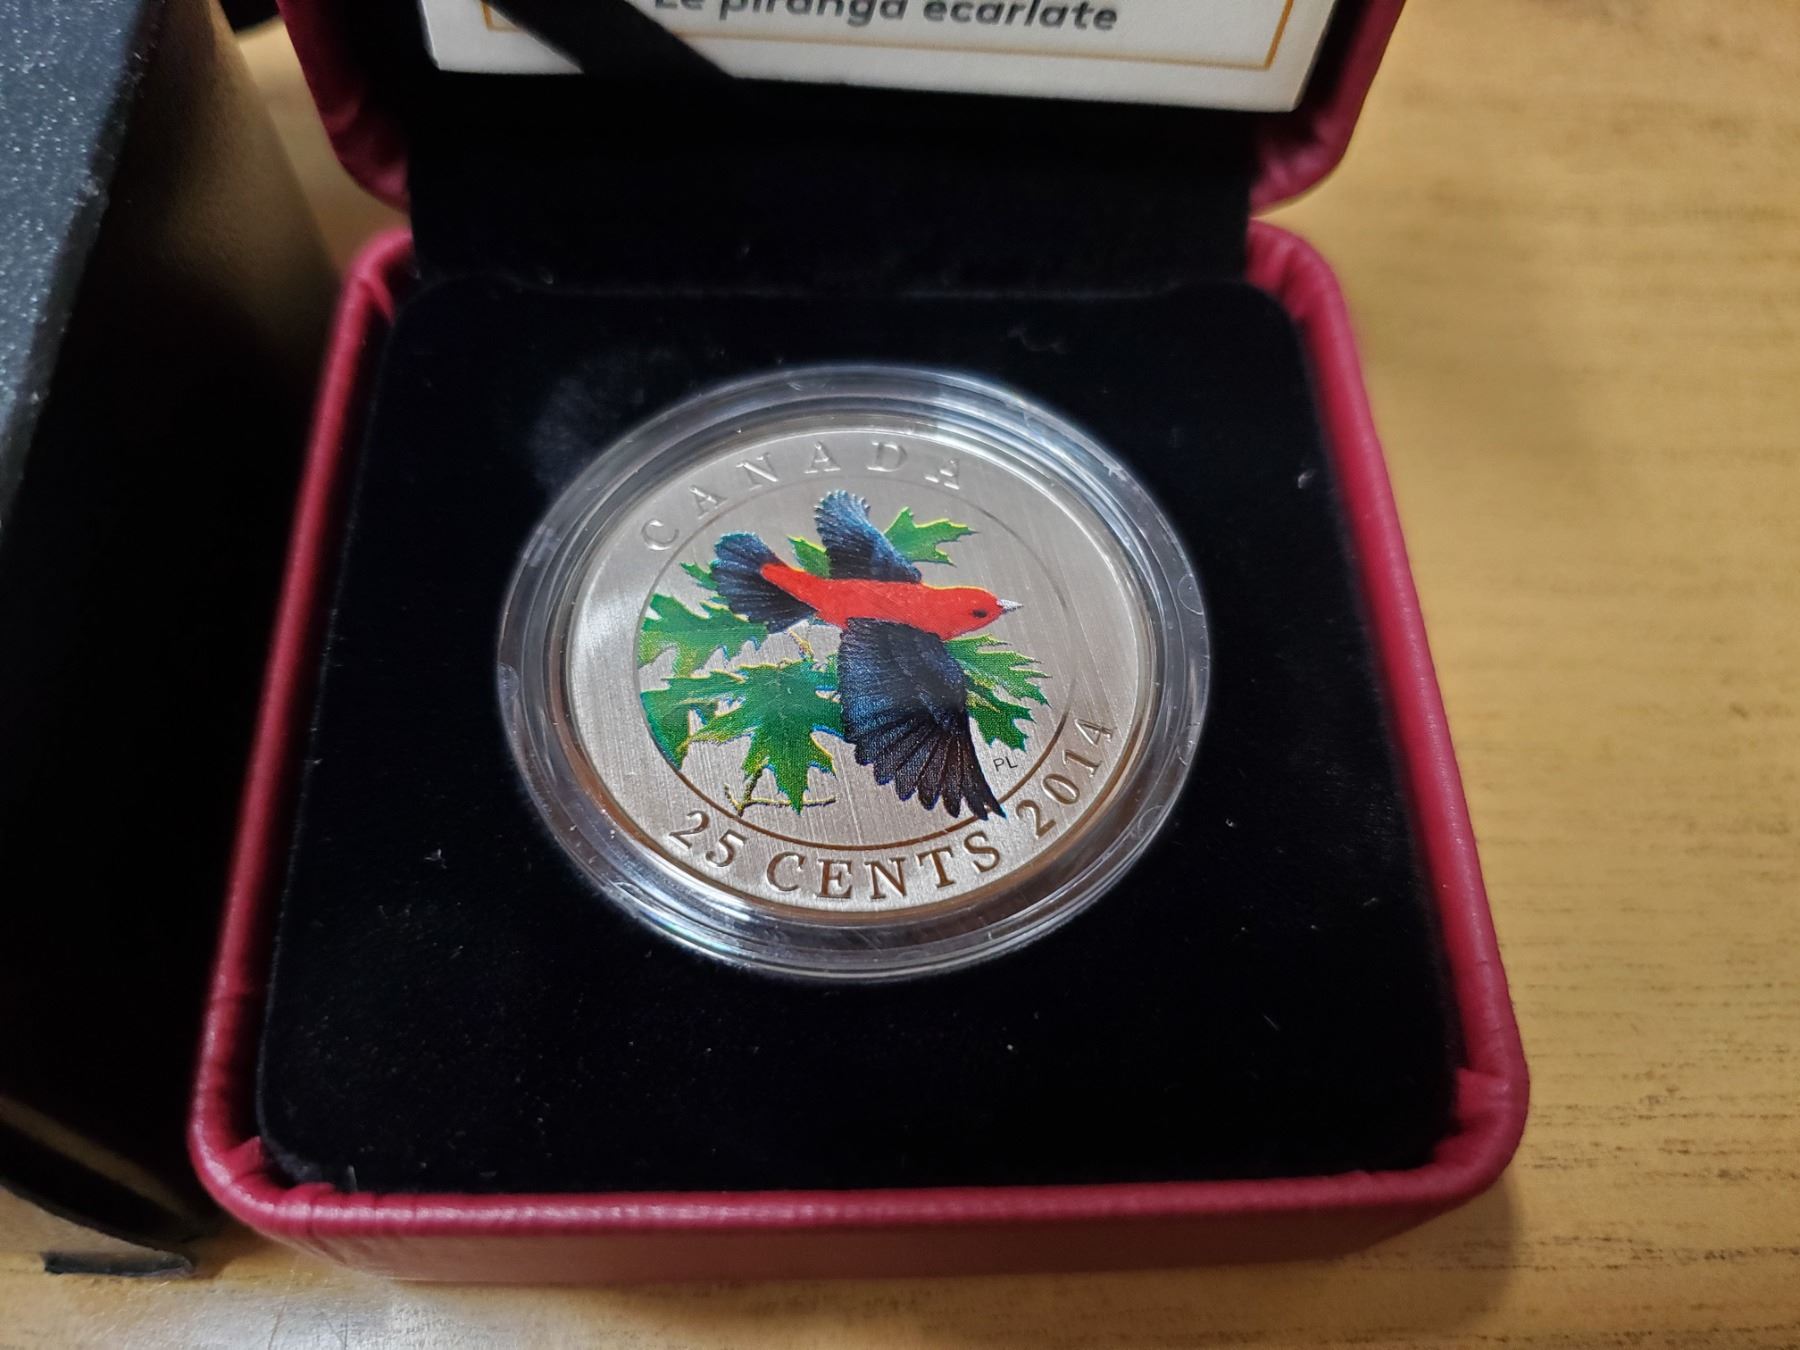 Le piranga écarlate
CANADA
PL
25 CENTS 2014